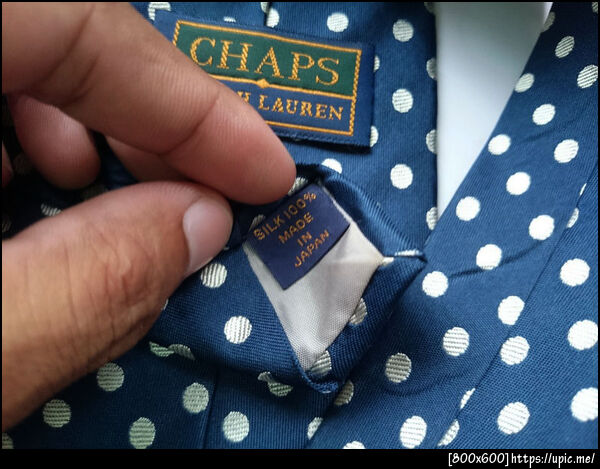 CHAPS
LAUREN
SILK 100%
MADE
IN
JAPAN
[800x600] https://upic.me/